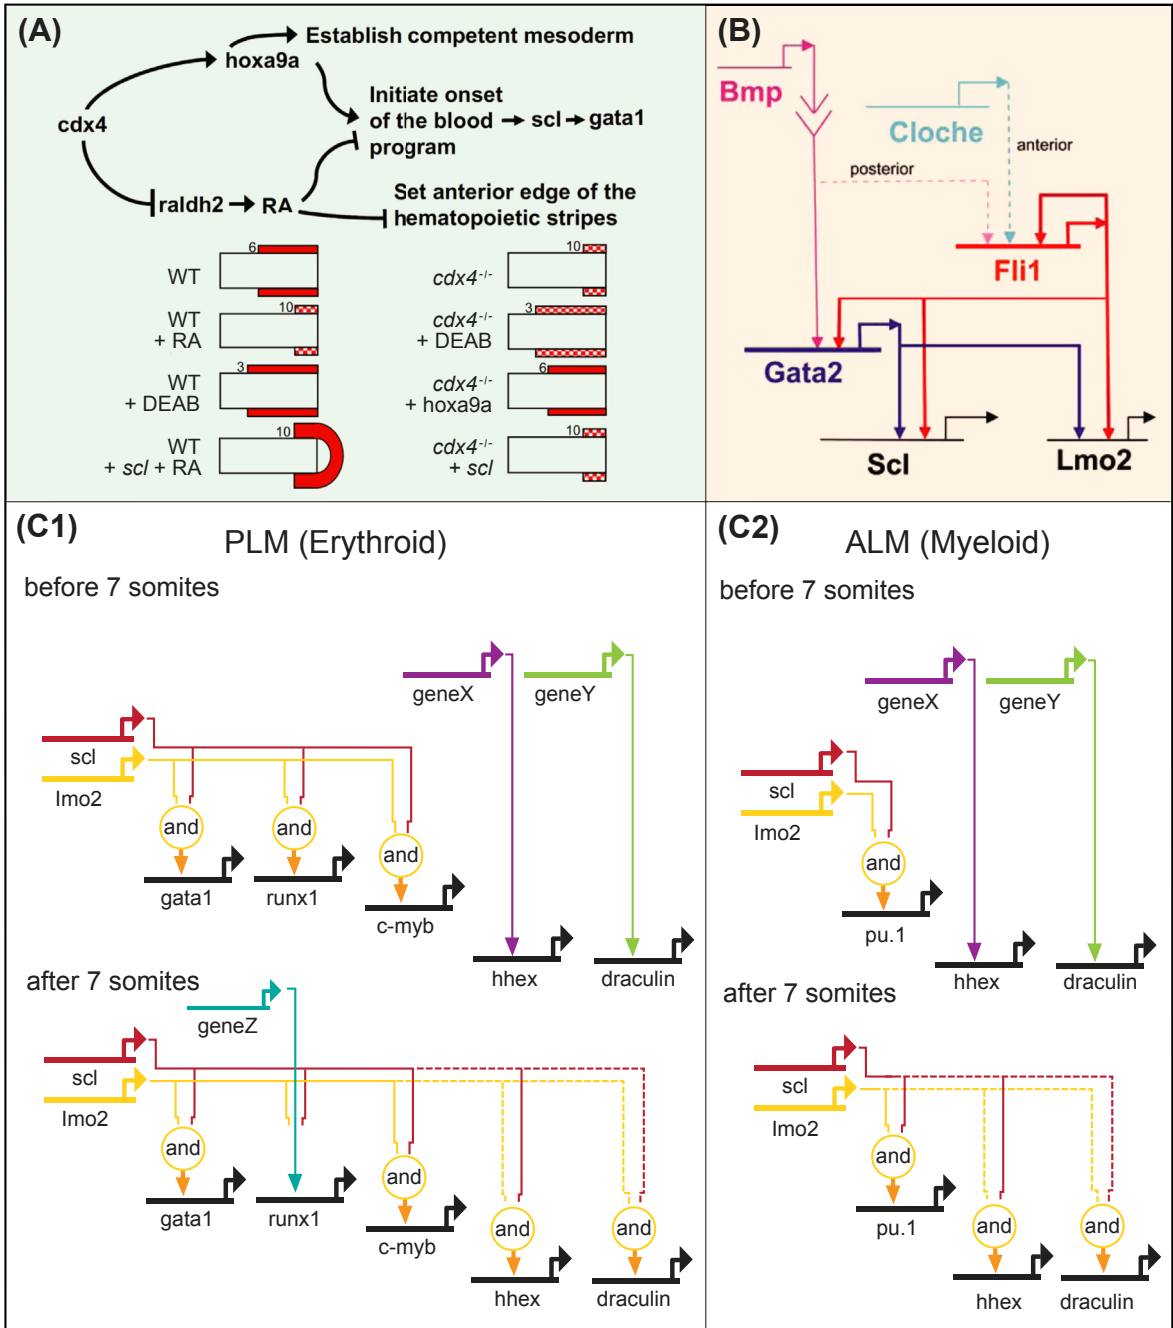 (A)
Establish competent mesoderm
hoxa9a
cdx4
Initiate onset
of the blood
program
scl
gata1
raldh2
RA
Set anterior edge of the
hematopoietic stripes
WT
6
WT
+ RA
10
WT
+ DEAB
3
WT
+ scl + RA
10
cdx4-/-
10
cdx4-/-
+ DEAB
3
cdx4-/-
+ hoxa9a
6
cdx4-/-
+ scl
10
(B)
Bmp
Cloche
anterior
posterior
Fli1
Gata2
Scl
Lmo2
(C1)
PLM (Erythroid)
before 7 somites
geneX
geneY
scl
lmo2
and
and
and
gata1
runx1
c-myb
hhex
draculin
after 7 somites
geneZ
scl
lmo2
and
and
and
and
gata1
runx1
c-myb
hhex
draculin
(C2)
ALM (Myeloid)
before 7 somites
geneX
geneY
scl
lmo2
and
pu.1
hhex
draculin
after 7 somites
scl
lmo2
and
pu.1
and
and
hhex
draculin